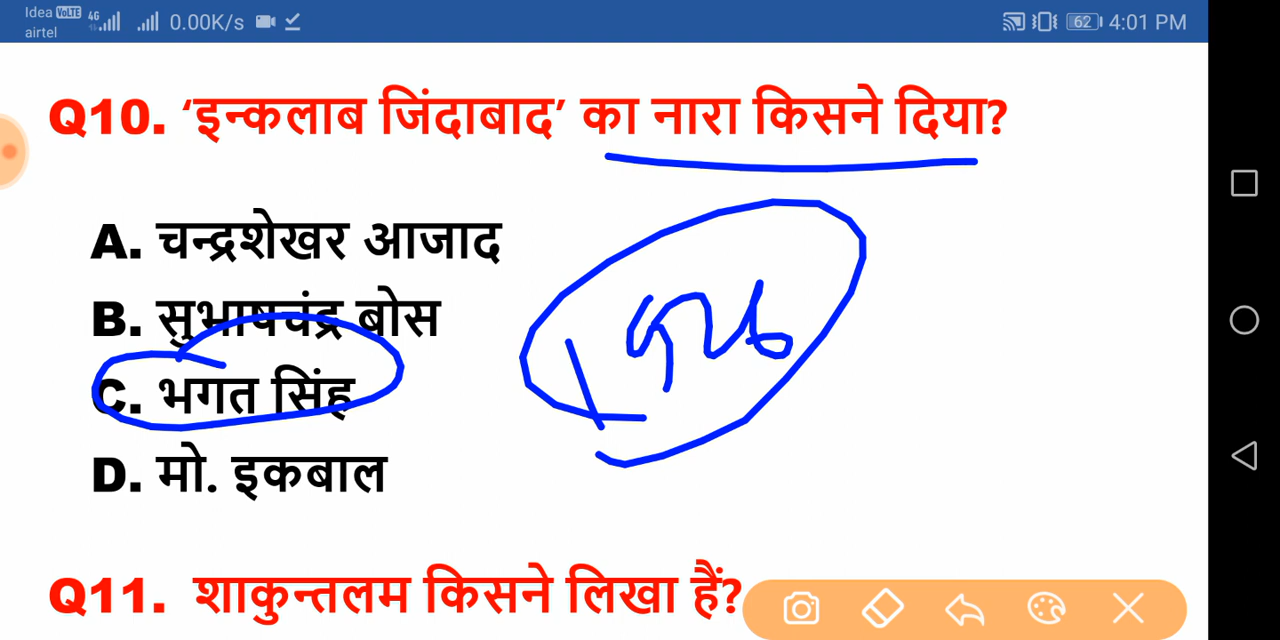 Idea VoLTE 4G 0.00K/s 62 4:01 PM
airtel
Q10. ‘इन्कलाब जिंदाबाद’ का नारा किसने दिया?
A. चन्द्रशेखर आजाद
B. सुभाषचंद्र बोस
C. भगत सिंह
D. मो. इकबाल
Q11. शाकुन्तलम किसने लिखा हैं?